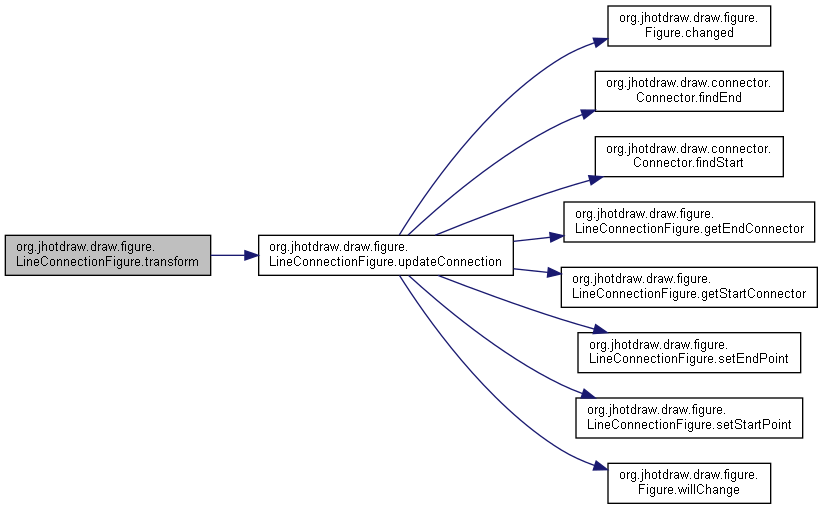 org.jhotdraw.draw.figure.
LineConnectionFigure.transform
org.jhotdraw.draw.figure.
LineConnectionFigure.updateConnection
org.jhotdraw.draw.figure.
Figure.changed
org.jhotdraw.draw.connector.
Connector.findEnd
org.jhotdraw.draw.connector.
Connector.findStart
org.jhotdraw.draw.figure.
LineConnectionFigure.getEndConnector
org.jhotdraw.draw.figure.
LineConnectionFigure.getStartConnector
org.jhotdraw.draw.figure.
LineConnectionFigure.setEndPoint
org.jhotdraw.draw.figure.
LineConnectionFigure.setStartPoint
org.jhotdraw.draw.figure.
Figure.willChange